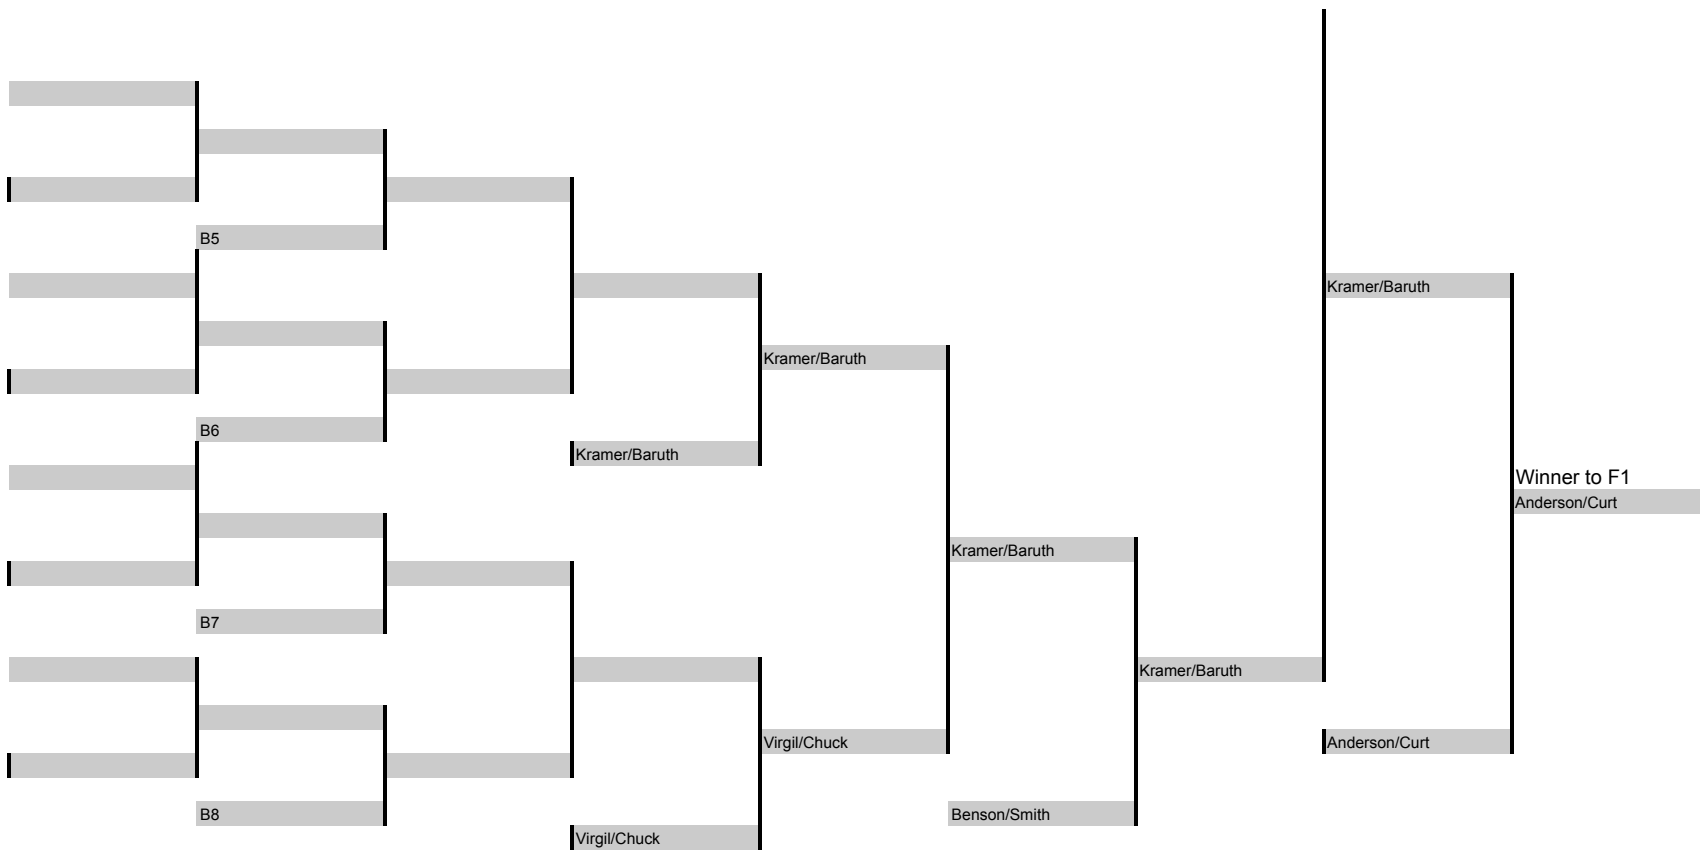 B5
Kramer/Baruth
Kramer/Baruth
B6
Kramer/Baruth
Winner to F1
Anderson/Curt
Kramer/Baruth
B7
Kramer/Baruth
Virgil/Chuck
Anderson/Curt
B8
Benson/Smith
Virgil/Chuck